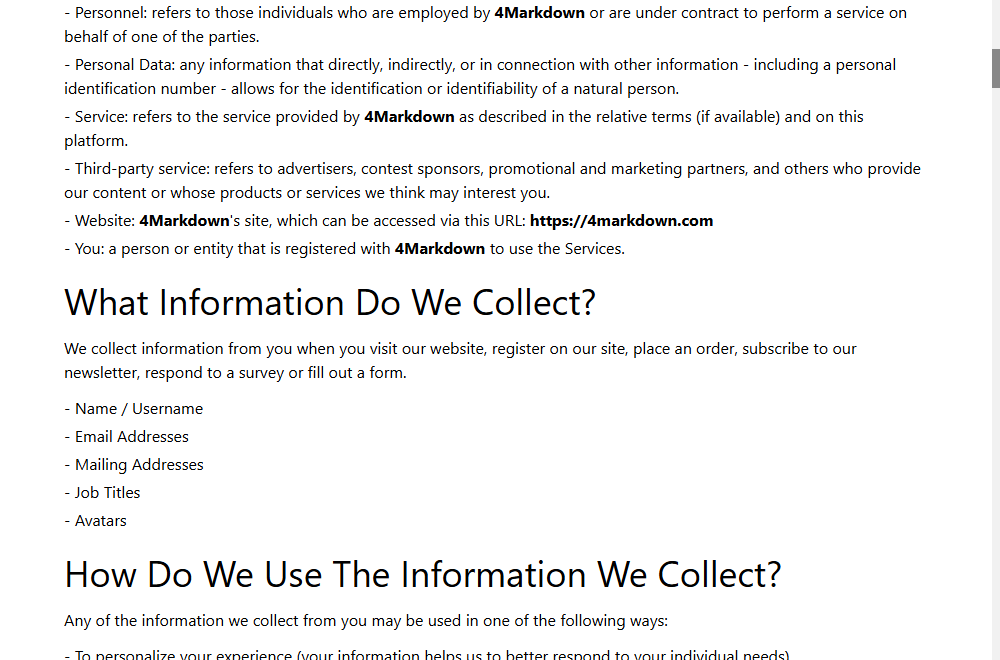 - Personnel: refers to those individuals who are employed by 4Markdown or are under contract to perform a service on
behalf of one of the parties.
- Personal Data: any information that directly, indirectly, or in connection with other information - including a personal
identification number - allows for the identification or identifiability of a natural person.
- Service: refers to the service provided by 4Markdown as described in the relative terms (if available) and on this
platform.
- Third-party service: refers to advertisers, contest sponsors, promotional and marketing partners, and others who provide
our content or whose products or services we think may interest you.
- Website: 4Markdown's site, which can be accessed via this URL: https://4markdown.com
- You: a person or entity that is registered with 4Markdown to use the Services.
What Information Do We Collect?
We collect information from you when you visit our website, register on our site, place an order, subscribe to our
newsletter, respond to a survey or fill out a form.
- Name / Username
- Email Addresses
- Mailing Addresses
- Job Titles
- Avatars
How Do We Use The Information We Collect?
Any of the information we collect from you may be used in one of the following ways:
- To personalize your experience (your information helps us to better respond to your individual needs)